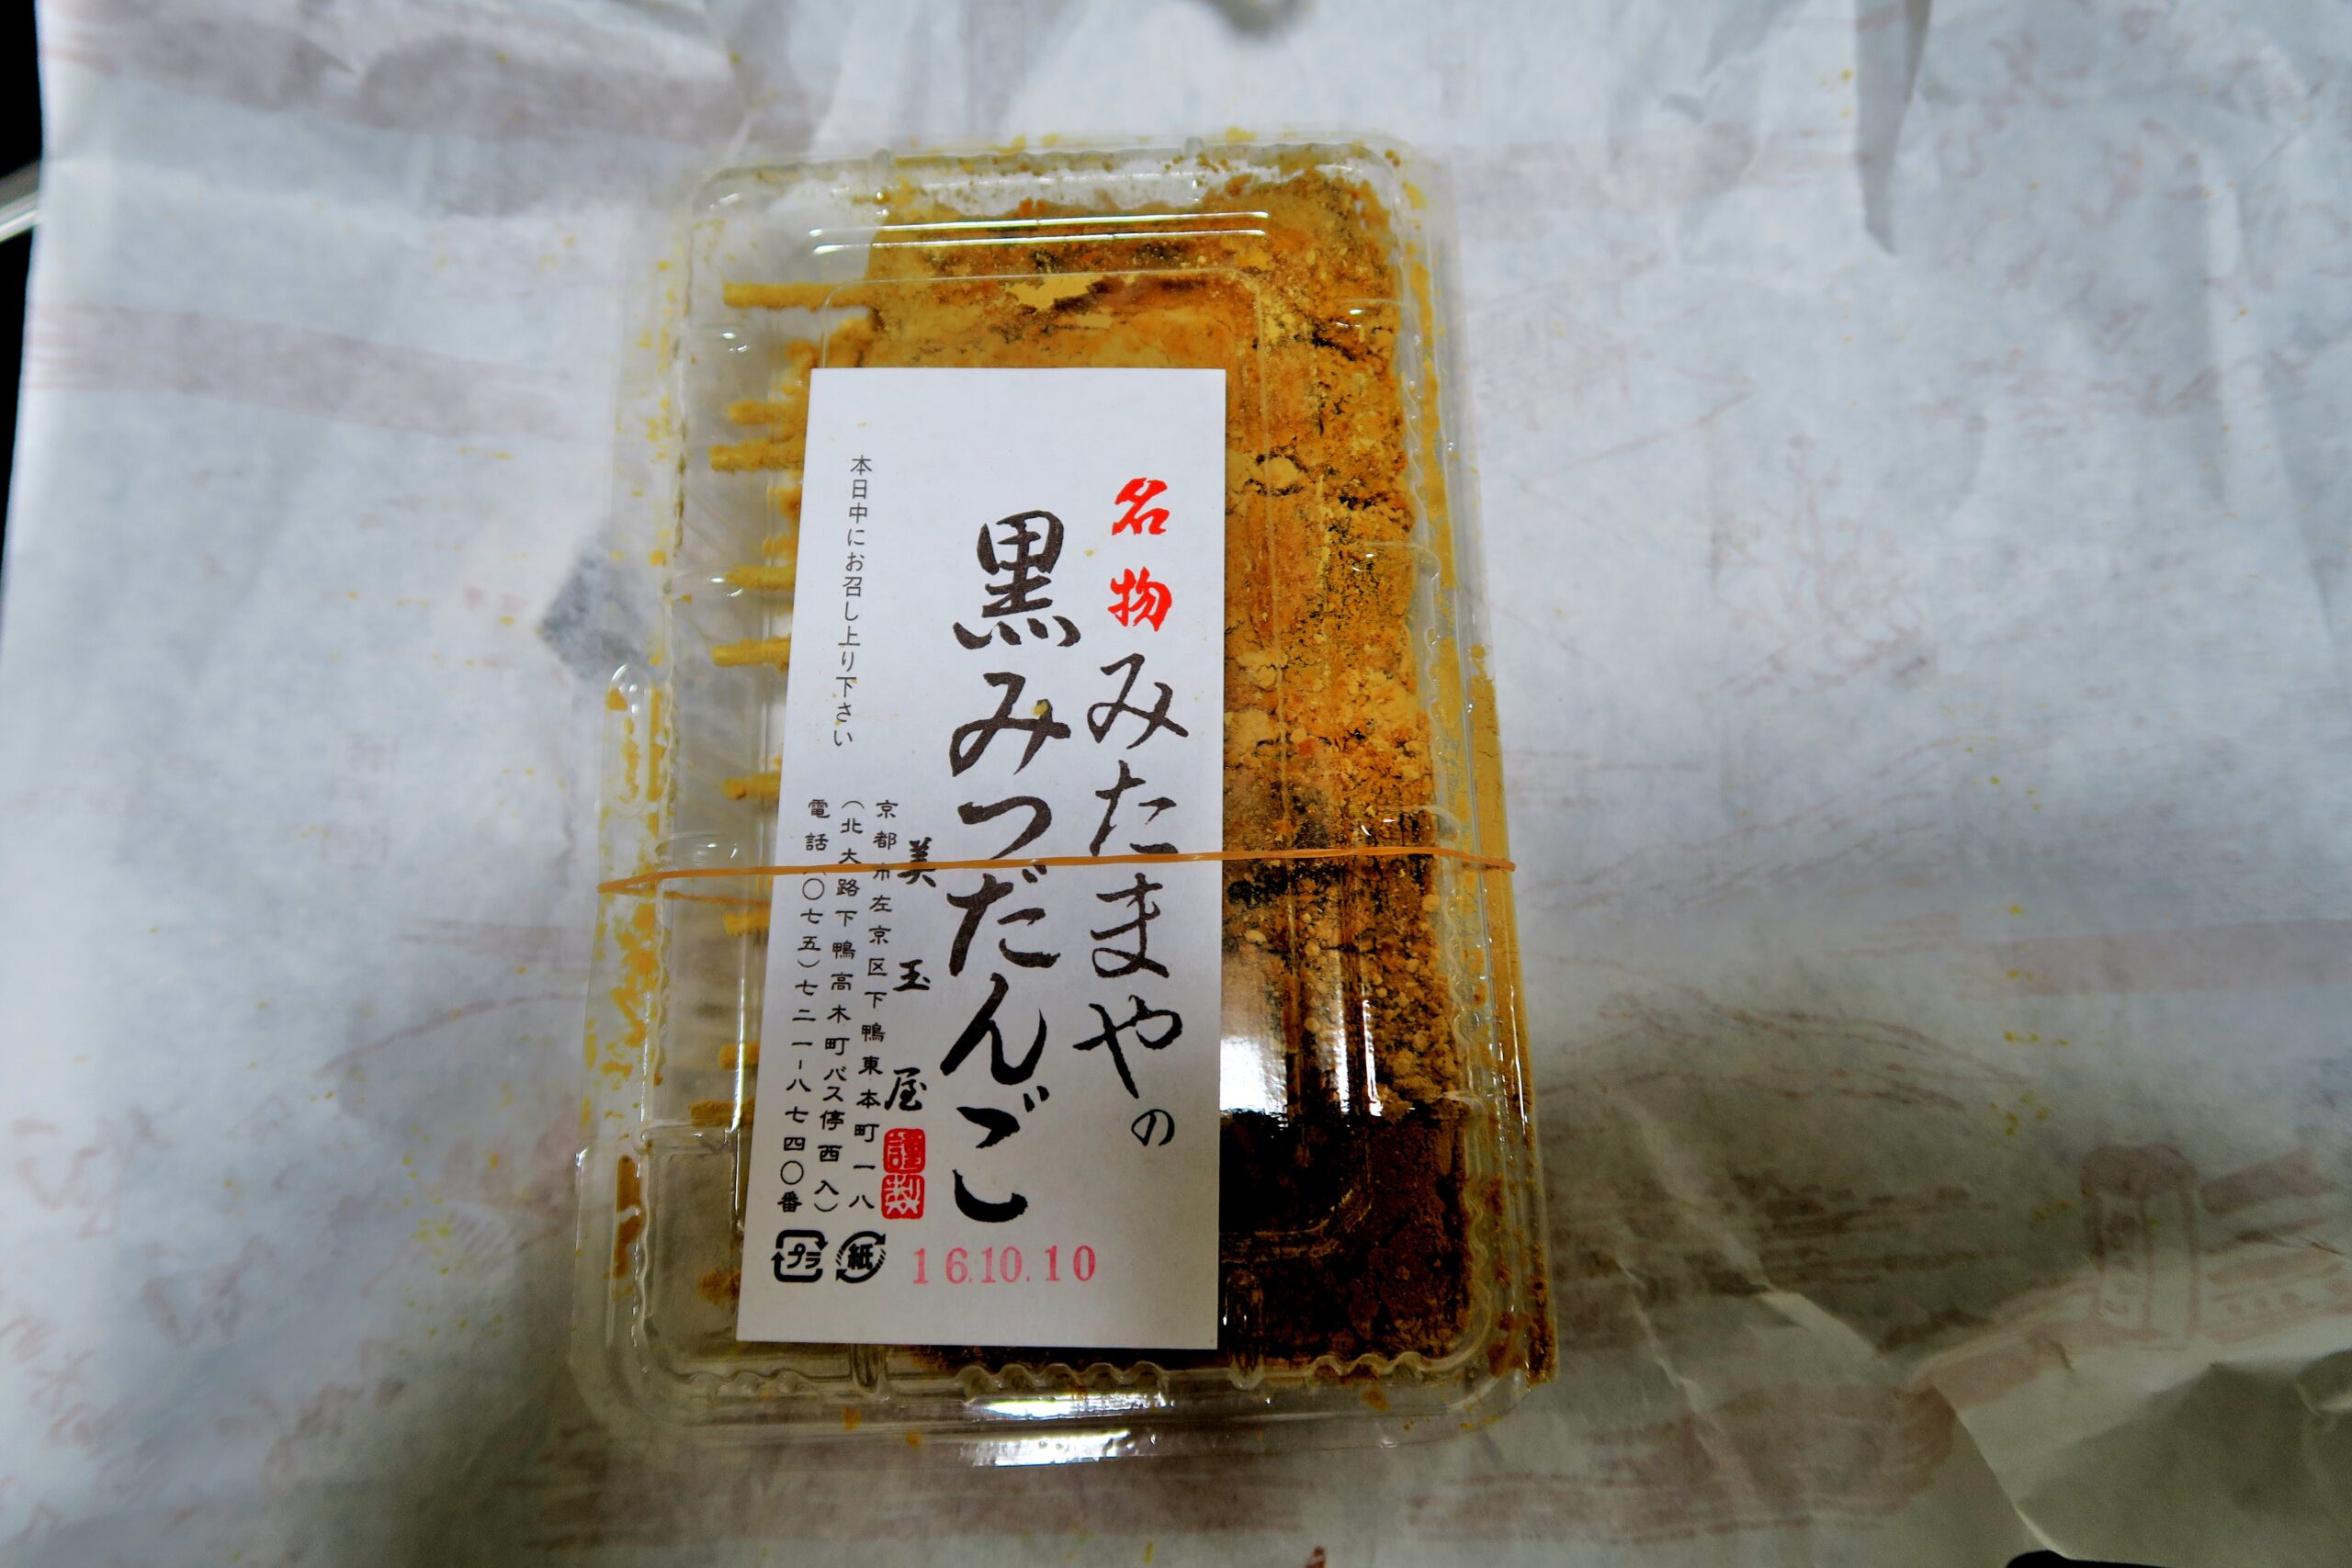 名物みたまやの
黒みつだんご
本日中にお召し上り下さい
美玉屋
謹製
京都市左京区下鴨東本町一八
(北大路下鴨高木町バス停西入)
電話(〇七五)七二一-八七四〇番
プラ
紙
16.10.10